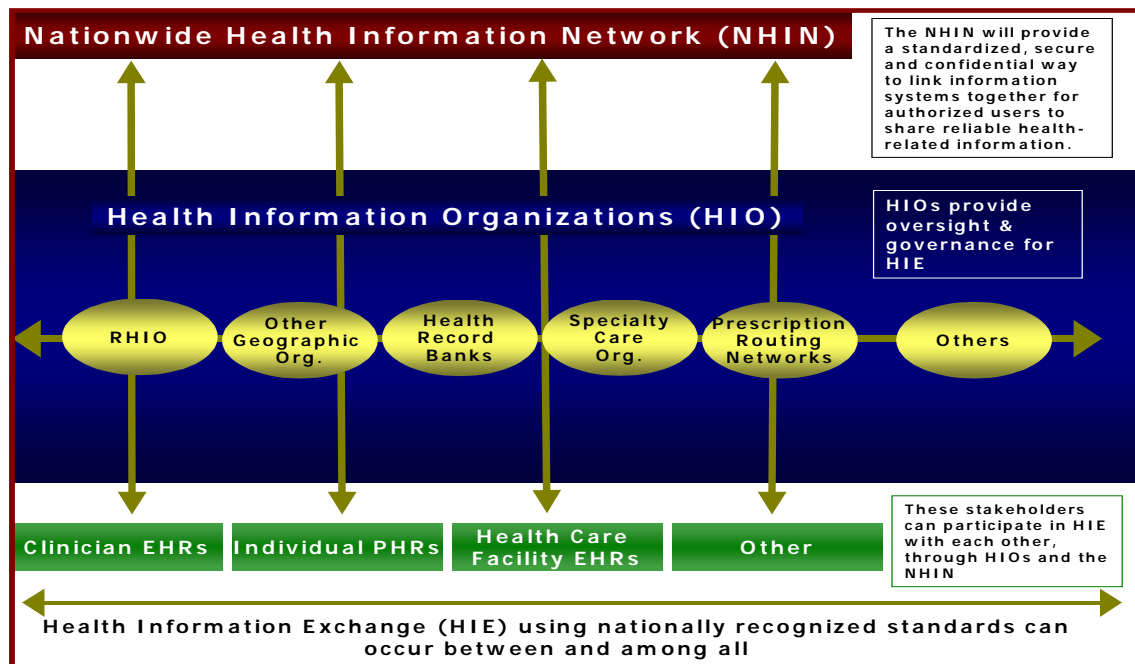 Nationwide Health Information Network (NHIN)
The NHIN will provide
a standardized, secure
and confidential way
to link information
systems together for
authorized users to
share reliable health-
related information.
Health Information Organizations (HIO)
HIOs provide
oversight &
governance for
HIE
RHIO
Other
Geographic
Org.
Health
Record
Banks
Specialty
Care
Org.
Prescription
Routing
Networks
Others
Clinician EHRs
Individual PHRs
Health Care
Facility EHRs
Other
These stakeholders
can participate in HIE
with each other,
through HIOs and the
NHIN
Health Information Exchange (HIE) using nationally recognized standards can
occur between and among all